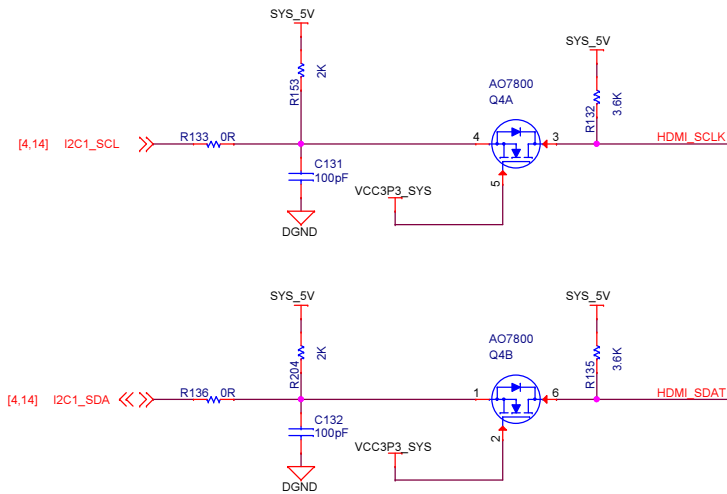 SYS_5V
SYS_5V
R153
2K
AO7800
Q4A
R132
3.6K
[4,14] I2C1_SCL
R133 0R
4
3
HDMI_SCLK
C131
100pF
5
VCC3P3_SYS
DGND
SYS_5V
SYS_5V
R204
2K
AO7800
Q4B
R135
3.6K
[4,14] I2C1_SDA
R136 0R
1
6
HDMI_SDAT
C132
100pF
2
VCC3P3_SYS
DGND